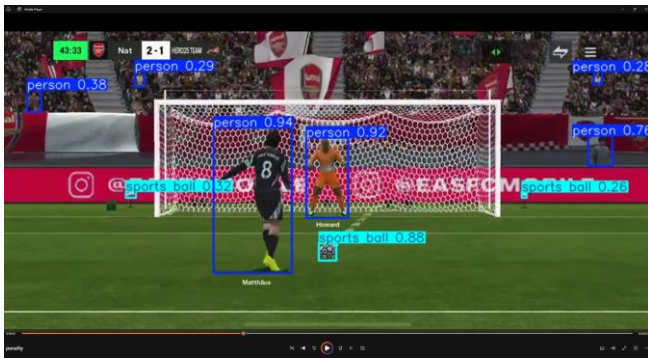 Media Player
43:33 Nat 2-1 HERO25 TEAM
person 0.29
person 0.28
person 0.38
person 0.94
person 0.92
person 0.76
8
sports ball 0.32
sports ball 0.26
@EASFCMOBILE
Howard
sports ball 0.88
Matthäus
penalty